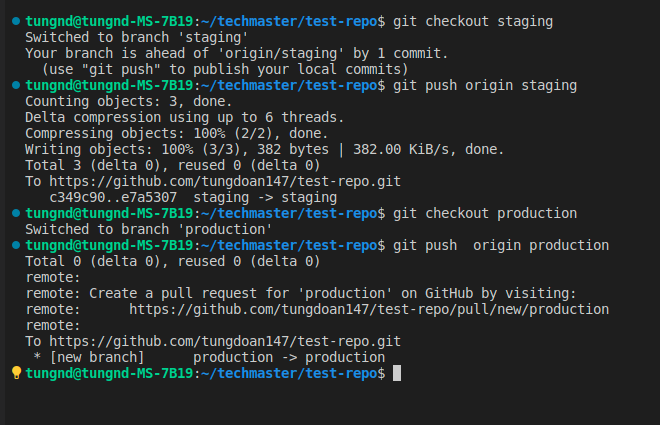 tungnd@tungnd-MS-7B19:~/techmaster/test-repo$ git checkout staging
Switched to branch 'staging'
Your branch is ahead of 'origin/staging' by 1 commit.
  (use "git push" to publish your local commits)
tungnd@tungnd-MS-7B19:~/techmaster/test-repo$ git push origin staging
Counting objects: 3, done.
Delta compression using up to 6 threads.
Compressing objects: 100% (2/2), done.
Writing objects: 100% (3/3), 382 bytes | 382.00 KiB/s, done.
Total 3 (delta 0), reused 0 (delta 0)
To https://github.com/tungdoan147/test-repo.git
   c349c90..e7a5307  staging -> staging
tungnd@tungnd-MS-7B19:~/techmaster/test-repo$ git checkout production
Switched to branch 'production'
tungnd@tungnd-MS-7B19:~/techmaster/test-repo$ git push  origin production
Total 0 (delta 0), reused 0 (delta 0)
remote:
remote: Create a pull request for 'production' on GitHub by visiting:
remote:      https://github.com/tungdoan147/test-repo/pull/new/production
remote:
To https://github.com/tungdoan147/test-repo.git
 * [new branch]      production -> production
tungnd@tungnd-MS-7B19:~/techmaster/test-repo$